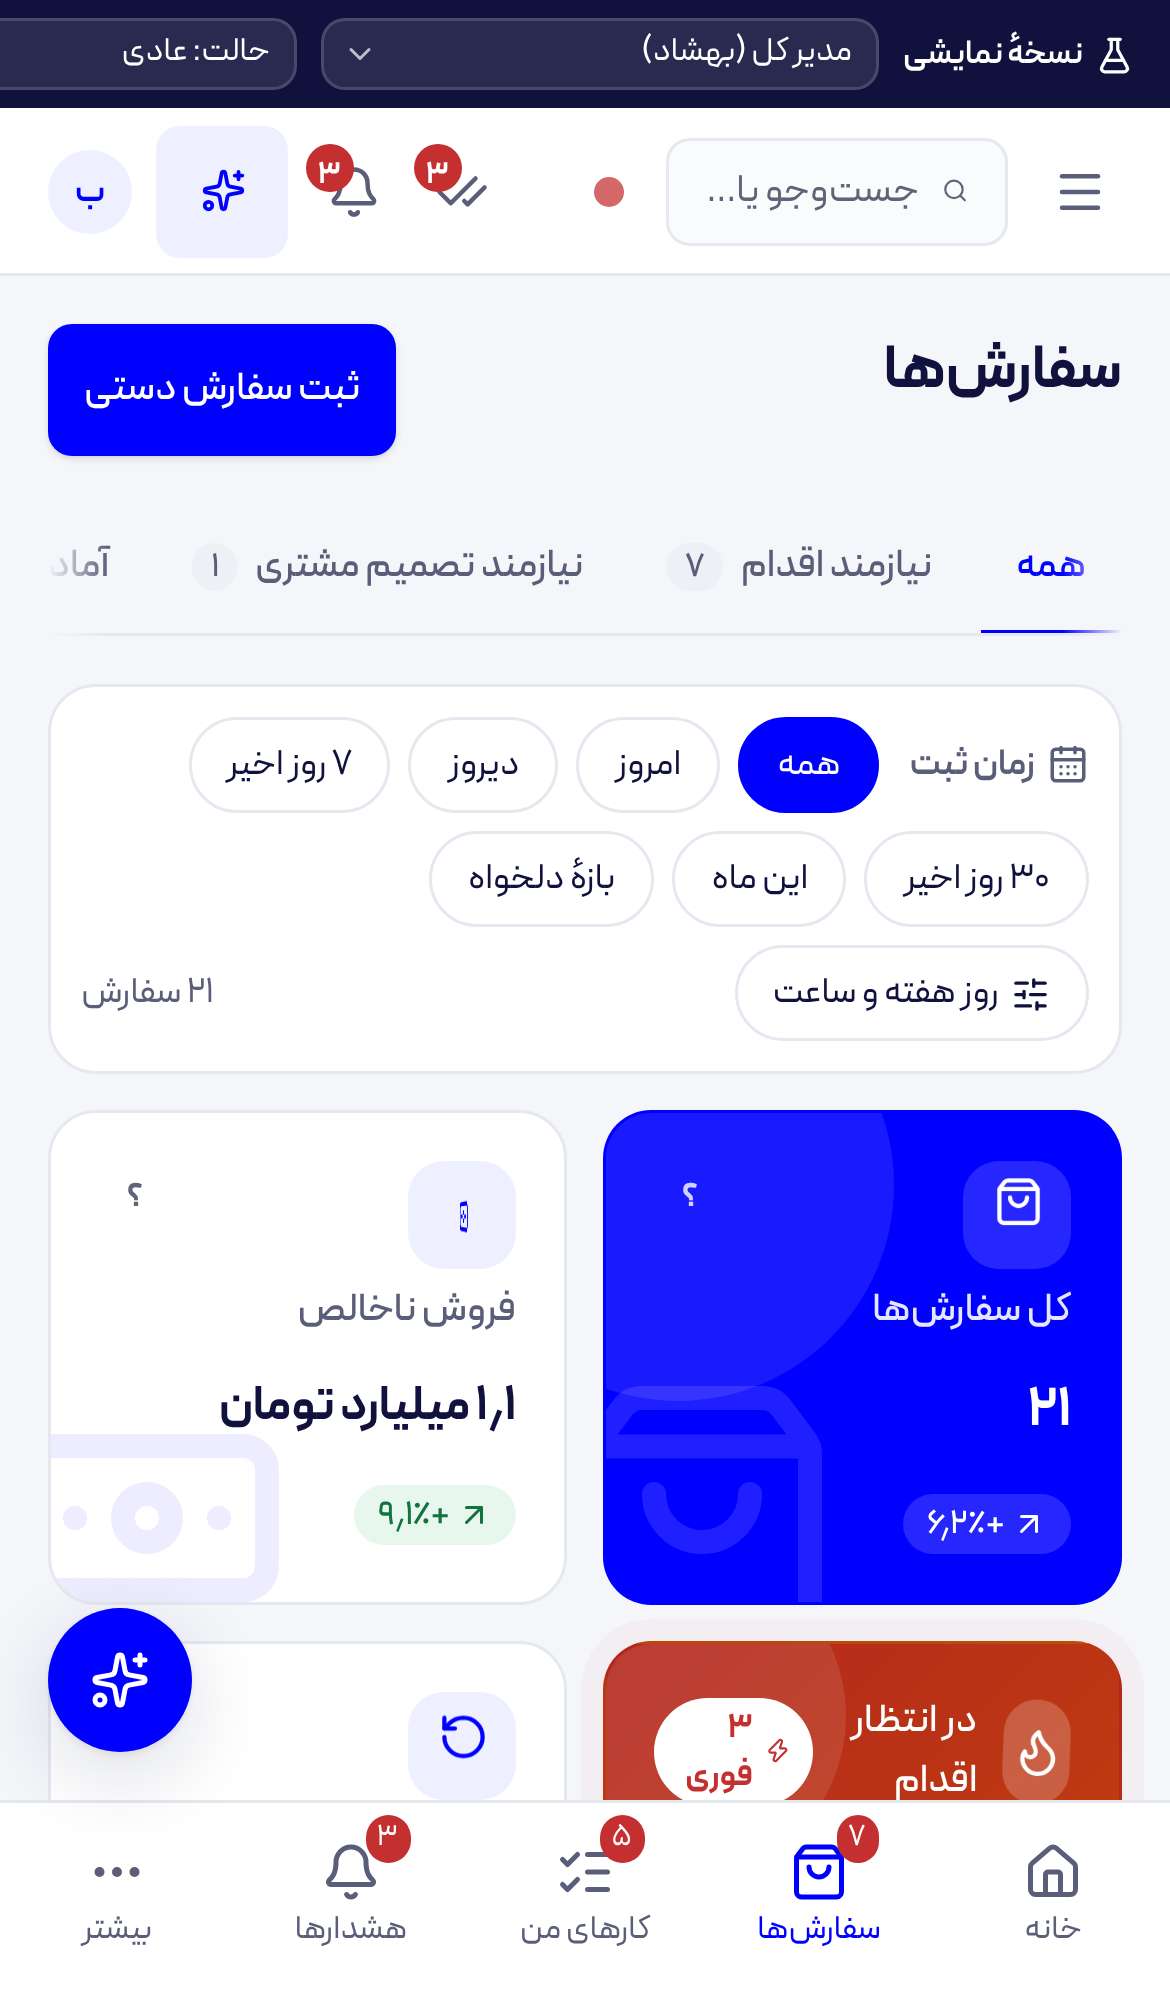 نسخهٔ نمایشی
مدیر کل (بهشاد)
حالت: عادی
جست‌وجو یا...
۳
۳
ب
سفارش‌ها
ثبت سفارش دستی
همه
نیازمند اقدام ۷
نیازمند تصمیم مشتری ۱
زمان ثبت
همه
امروز
دیروز
۷ روز اخیر
۳۰ روز اخیر
این ماه
بازهٔ دلخواه
روز هفته و ساعت
۲۱ سفارش
؟
کل سفارش‌ها
۲۱
+۶٫۲٪
؟
فروش ناخالص
۱٫۱ میلیارد تومان
+۹٫۱٪
در انتظار
اقدام
۳
فوری
خانه
۷
سفارش‌ها
۵
کارهای من
۳
هشدارها
بیشتر